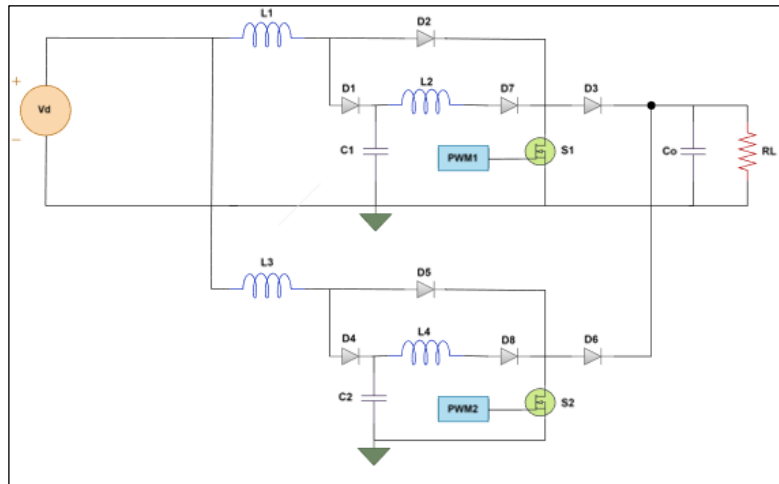 L1
D2
+
Vd
−
D1
L2
D7
D3
C1
PWM1
S1
Co
RL
L3
D5
D4
L4
D8
D6
C2
PWM2
S2